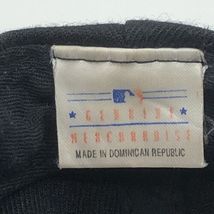 GENUINE
MERCHANDISE
MADE IN DOMINICAN REPUBLIC